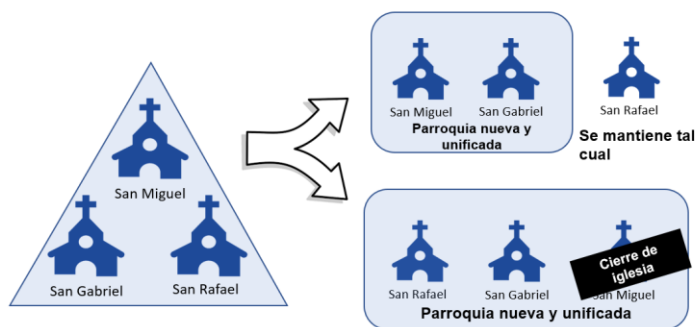 San Miguel
San Gabriel San Rafael
San Miguel San Gabriel
Parroquia nueva y
unificada
San Rafael
Se mantiene tal
cual
San Rafael San Gabriel San Miguel
Cierre de
iglesia
Parroquia nueva y unificada